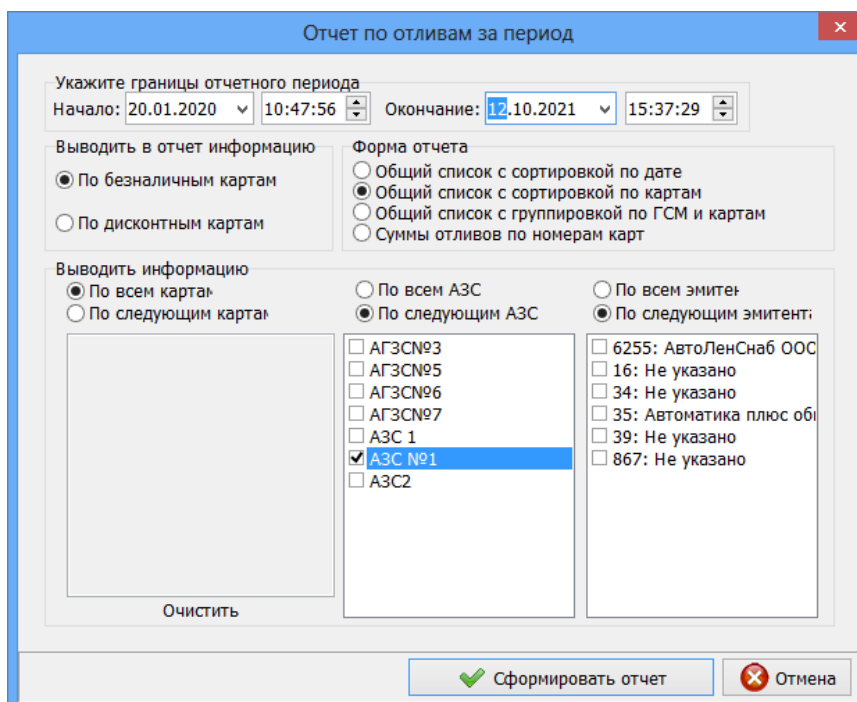 Отчет по отливам за период
Укажите границы отчетного периода
Начало: 20.01.2020 10:47:56 Окончание: 12.10.2021 15:37:29
Выводить в отчет информацию
По безналичным картам
По дисконтным картам
Форма отчета
Общий список с сортировкой по дате
Общий список с сортировкой по картам
Общий список с группировкой по ГСМ и картам
Суммы отливов по номерам карт
Выводить информацию
По всем картам
По следующим картам
Очистить
По всем АЗС
По следующим АЗС
АГЗС№3
АГЗС№5
АГЗС№6
АГЗС№7
АЗС 1
АЗС №1
АЗС2
По всем эмитен
По следующим эмитента
6255: АвтоЛенСнаб ООО
16: Не указано
34: Не указано
35: Автоматика плюс об
39: Не указано
867: Не указано
Сформировать отчет
Отмена